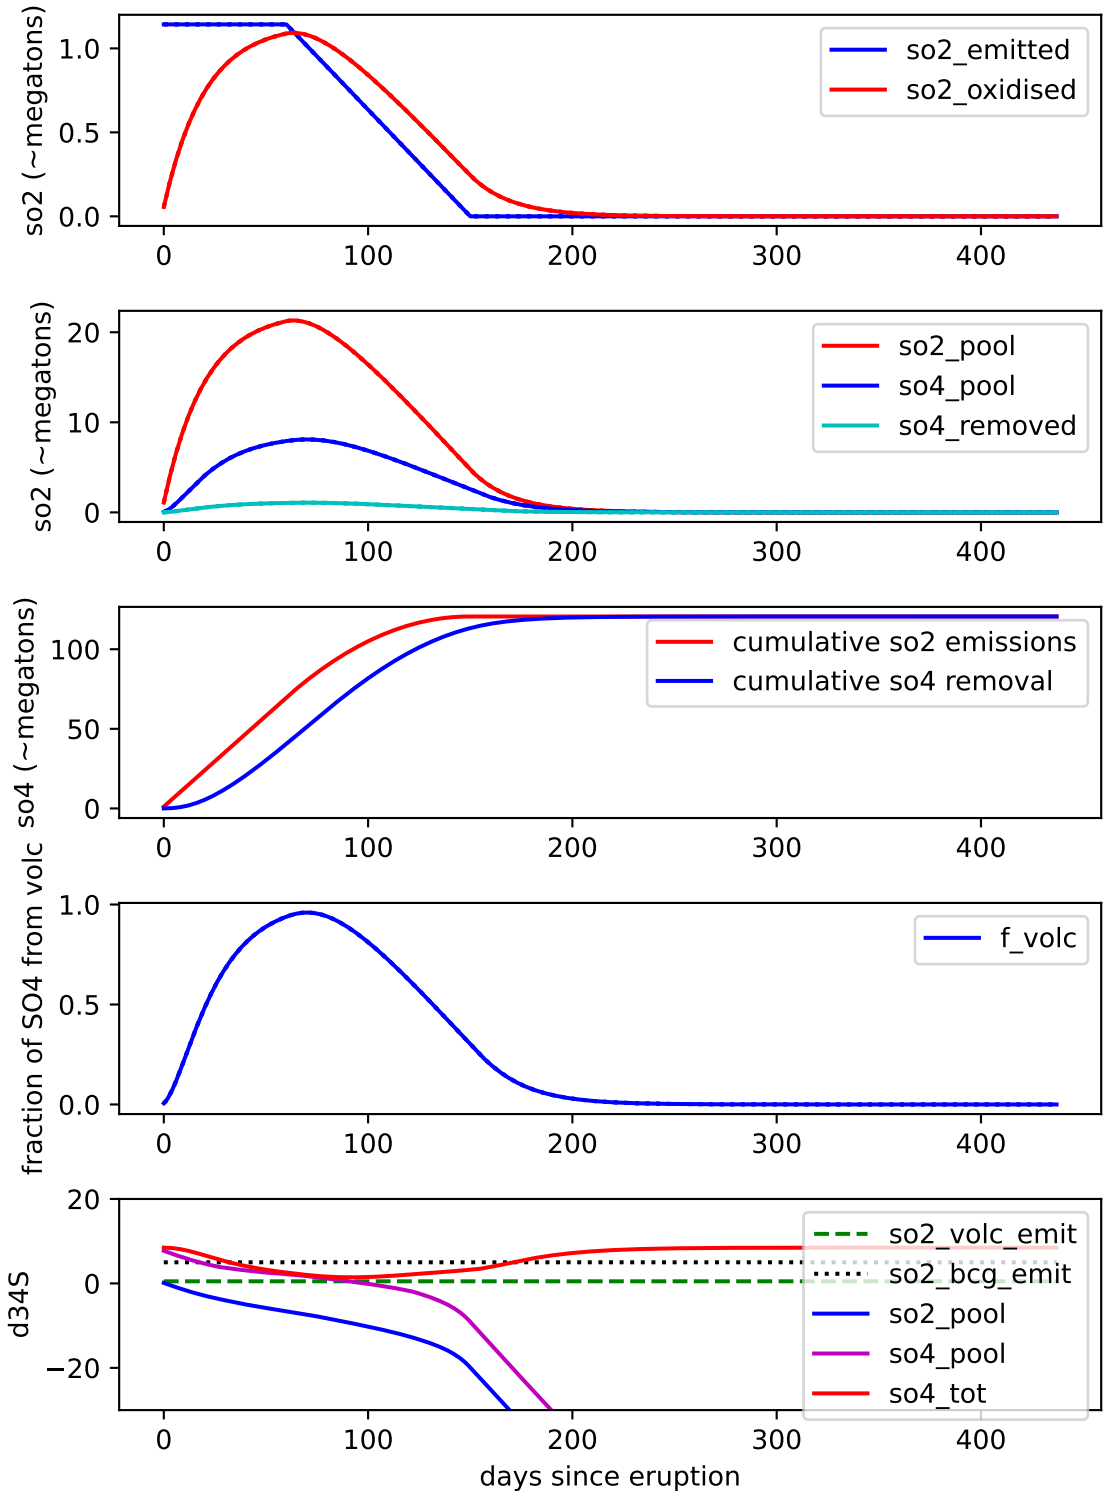 so2 (~megatons)
1.0
0.5
0.0
so2_emitted
so2_oxidised
0 100 200 300 400
so2 (~megatons)
20
10
0
so2_pool
so4_pool
so4_removed
0 100 200 300 400
so4 (~megatons)
100
50
0
cumulative so2 emissions
cumulative so4 removal
0 100 200 300 400
fraction of SO4 from volc
1.0
0.5
0.0
f_volc
0 100 200 300 400
d34S
20
0
−20
so2_volc_emit
so2_bcg_emit
so2_pool
so4_pool
so4_tot
0 100 200 300 400
days since eruption